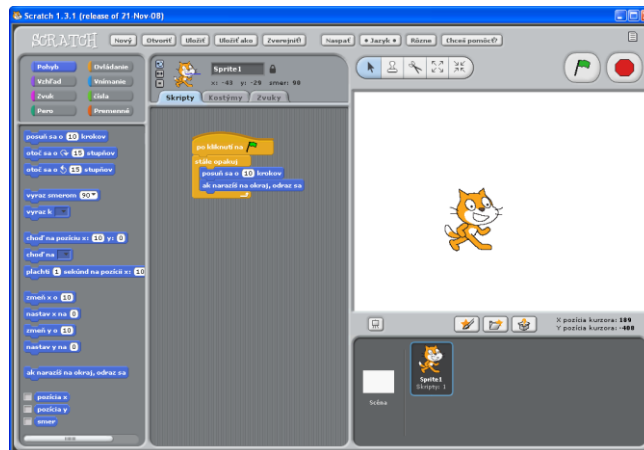 Scratch 1.3.1 (release of 21-Nov-08)
SCRATCH
Nový Otvoriť Uložiť Uložiť ako Zverejniť! Naspäť • Jazyk • Rôzne Chceš pomôcť?
Pohyb Ovládanie
Vzhľad Vnímanie
Zvuk čísla
Pero Premenné
Sprite1
x: -43 y: -29 smer: 90
Skripty Kostýmy Zvuky
posuň sa o 10 krokov
otoč sa o 15 stupňov
otoč sa o 15 stupňov
vyraz smerom 90
vyraz k
choď na pozíciu x: 10 y: 0
choď na
plachti 1 sekúnd na pozícii x: 10
zmeň x o 10
nastav x na 0
zmeň y o 10
nastav y na 0
ak narazíš na okraj, odraz sa
pozícia x
pozícia y
smer
po kliknutí na
stále opakuj
posuň sa o 10 krokov
ak narazíš na okraj, odraz sa
X pozícia kurzora: 189
Y pozícia kurzora: -408
Scéna
Sprite1
Skripty: 1